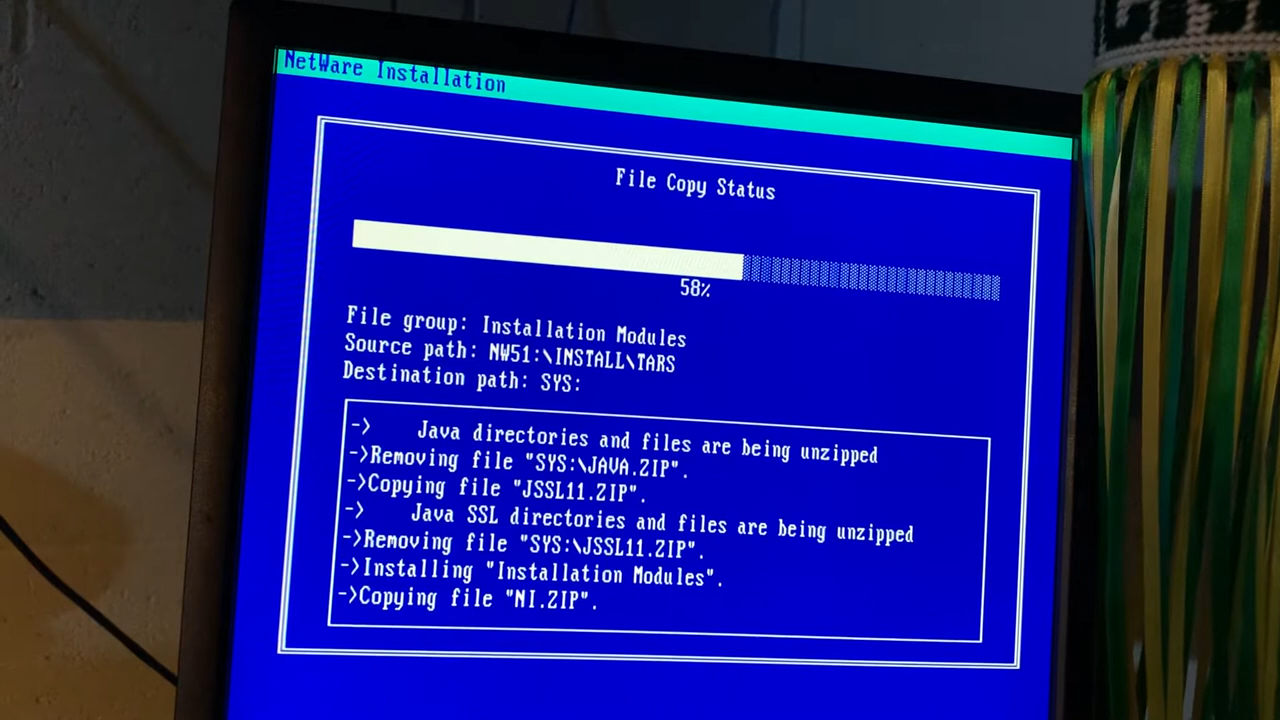 NetWare Installation
File Copy Status
58%
File group: Installation Modules
Source path: NW51:\INSTALL\TARS
Destination path: SYS:
->    Java directories and files are being unzipped
->Removing file "SYS:\JAVA.ZIP".
->Copying file "JSSL11.ZIP".
->    Java SSL directories and files are being unzipped
->Removing file "SYS:\JSSL11.ZIP".
->Installing "Installation Modules".
->Copying file "NI.ZIP".